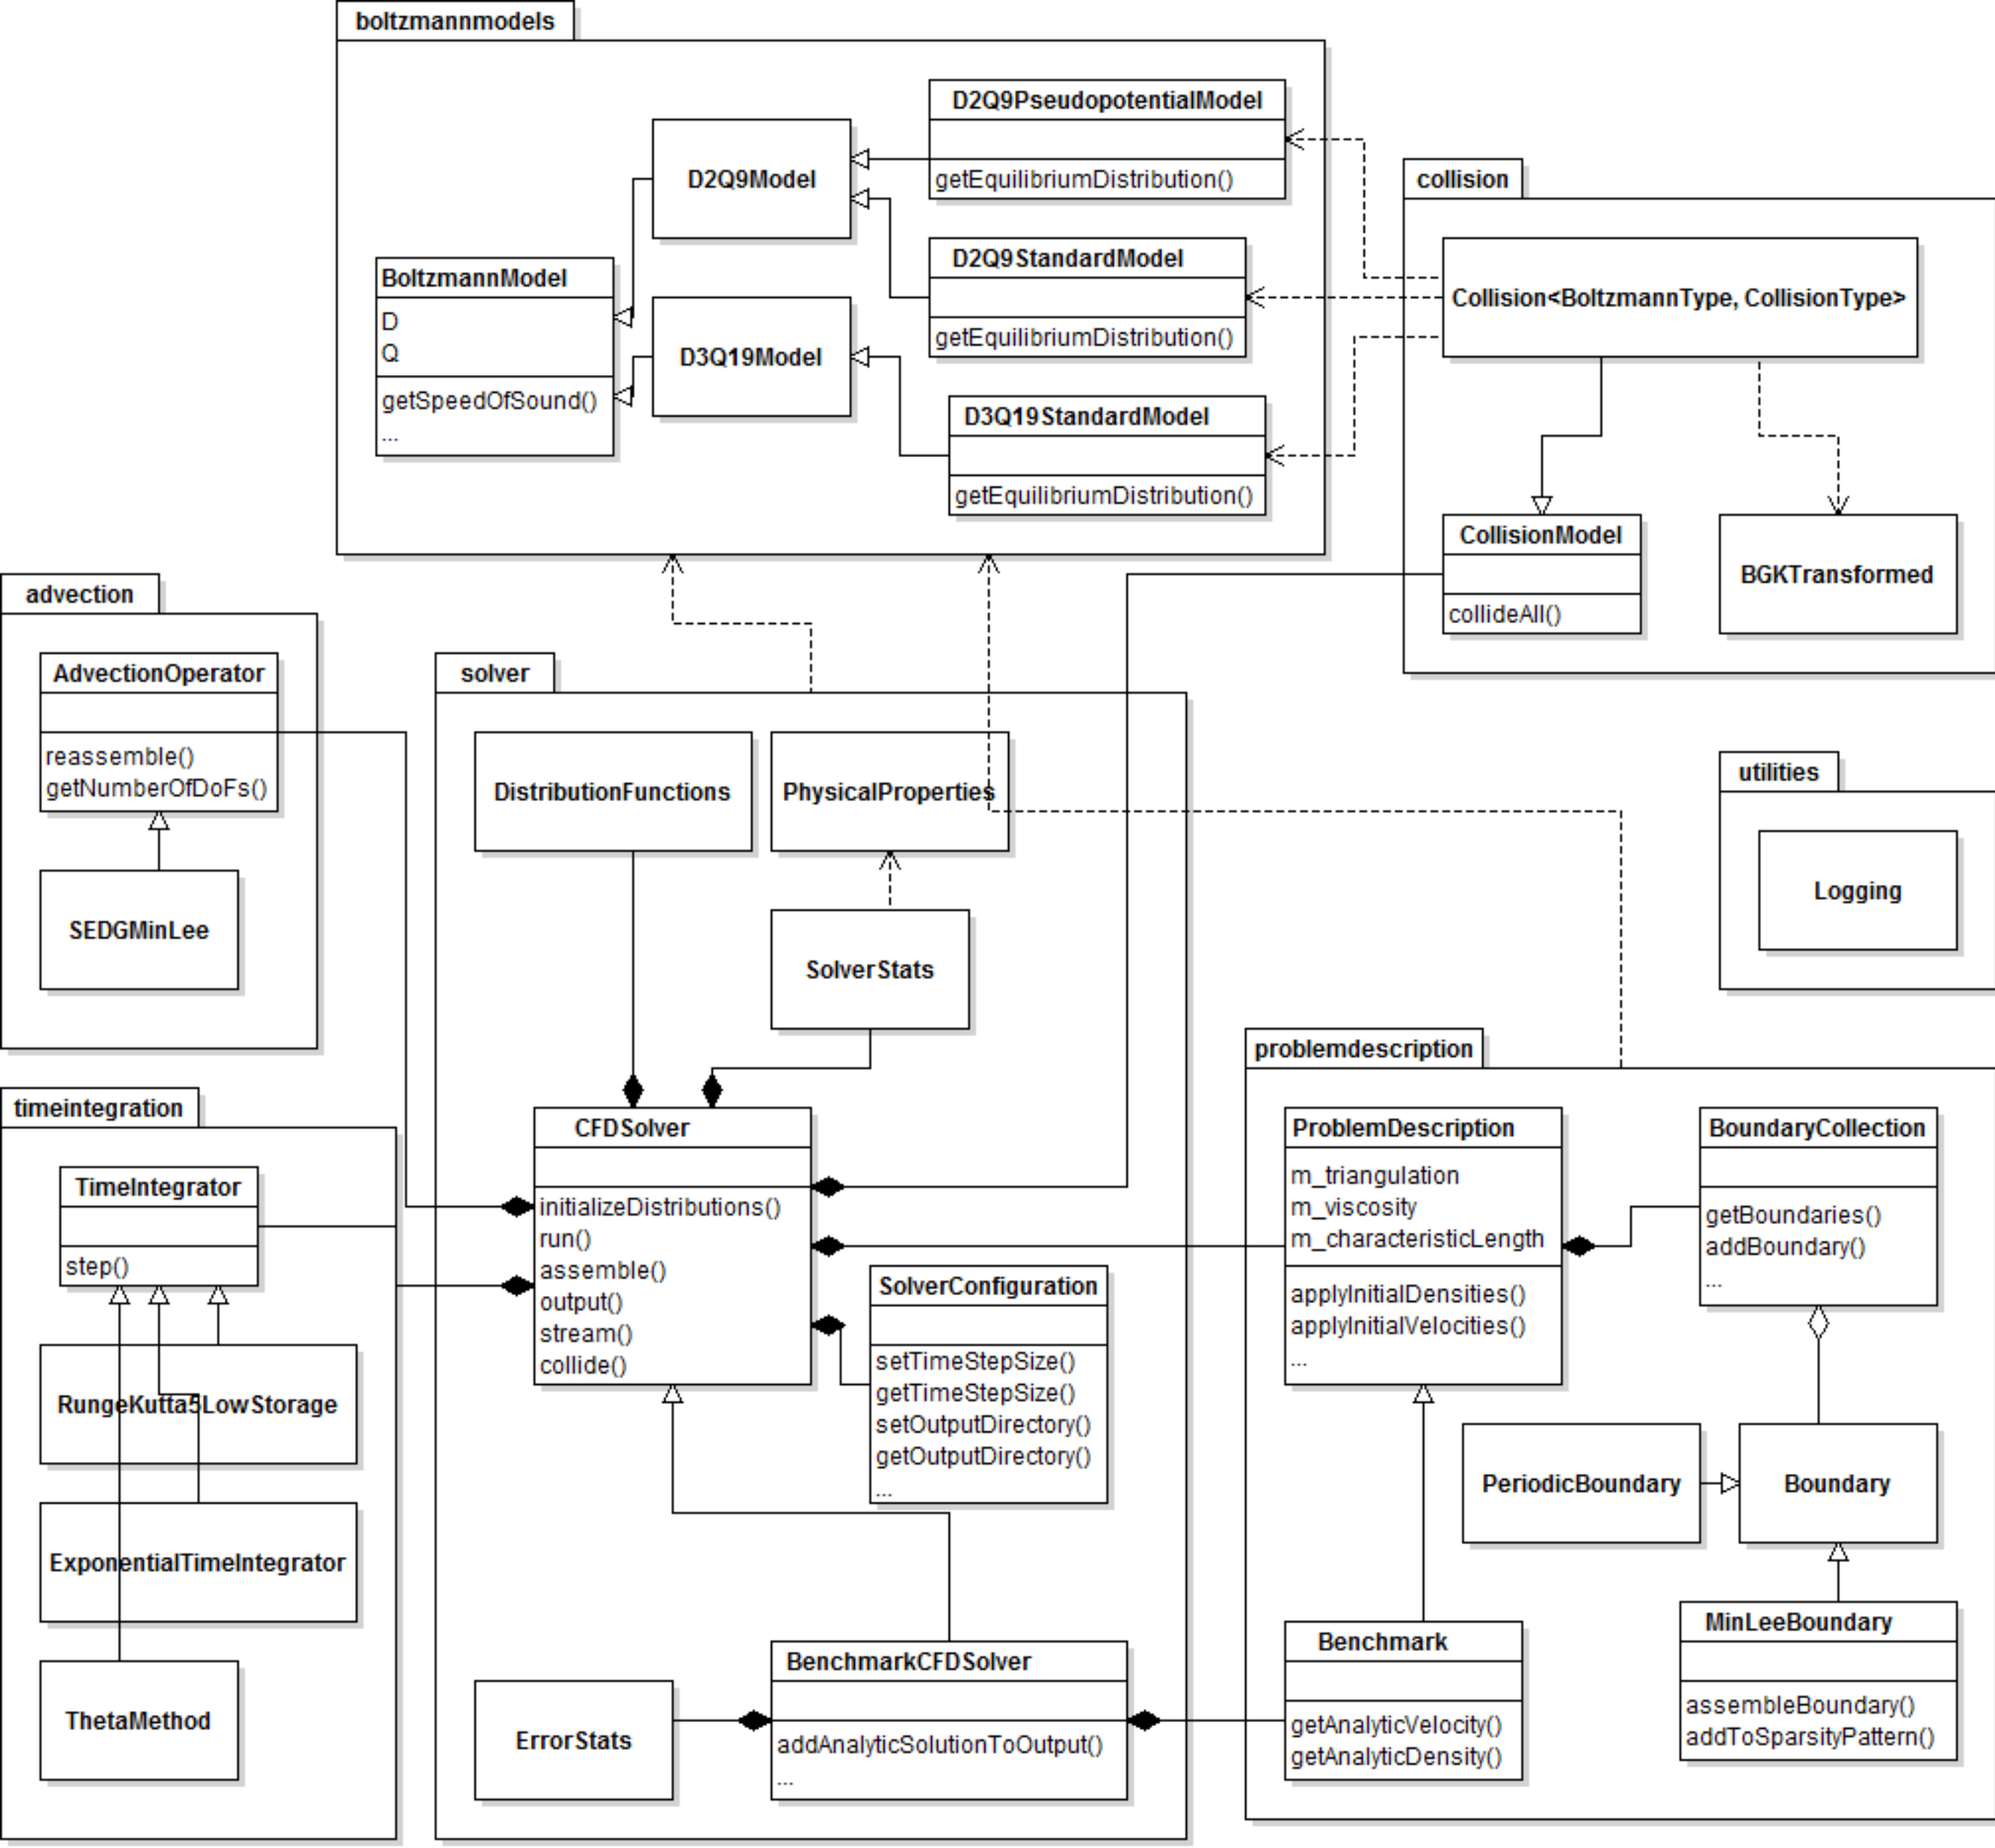 boltzmannmodels
D2Q9PseudopotentialModel
getEquilibriumDistribution()
D2Q9Model
D2Q9StandardModel
getEquilibriumDistribution()
BoltzmannModel
D
Q
getSpeedOfSound()
...
D3Q19Model
D3Q19StandardModel
getEquilibriumDistribution()
collision
Collision<BoltzmannType, CollisionType>
CollisionModel
collideAll()
BGKTransformed
advection
AdvectionOperator
reassemble()
getNumberOfDoFs()
SEDGMinLee
timeintegration
TimeIntegrator
step()
RungeKutta5LowStorage
ExponentialTimeIntegrator
ThetaMethod
solver
DistributionFunctions
PhysicalProperties
SolverStats
CFDSolver
initializeDistributions()
run()
assemble()
output()
stream()
collide()
SolverConfiguration
setTimeStepSize()
getTimeStepSize()
setOutputDirectory()
getOutputDirectory()
...
ErrorStats
BenchmarkCFDSolver
addAnalyticSolutionToOutput()
...
utilities
Logging
problemdescription
ProblemDescription
m_triangulation
m_viscosity
m_characteristicLength
applyInitialDensities()
applyInitialVelocities()
...
BoundaryCollection
getBoundaries()
addBoundary()
...
PeriodicBoundary
Boundary
Benchmark
getAnalyticVelocity()
getAnalyticDensity()
MinLeeBoundary
assembleBoundary()
addToSparsityPattern()